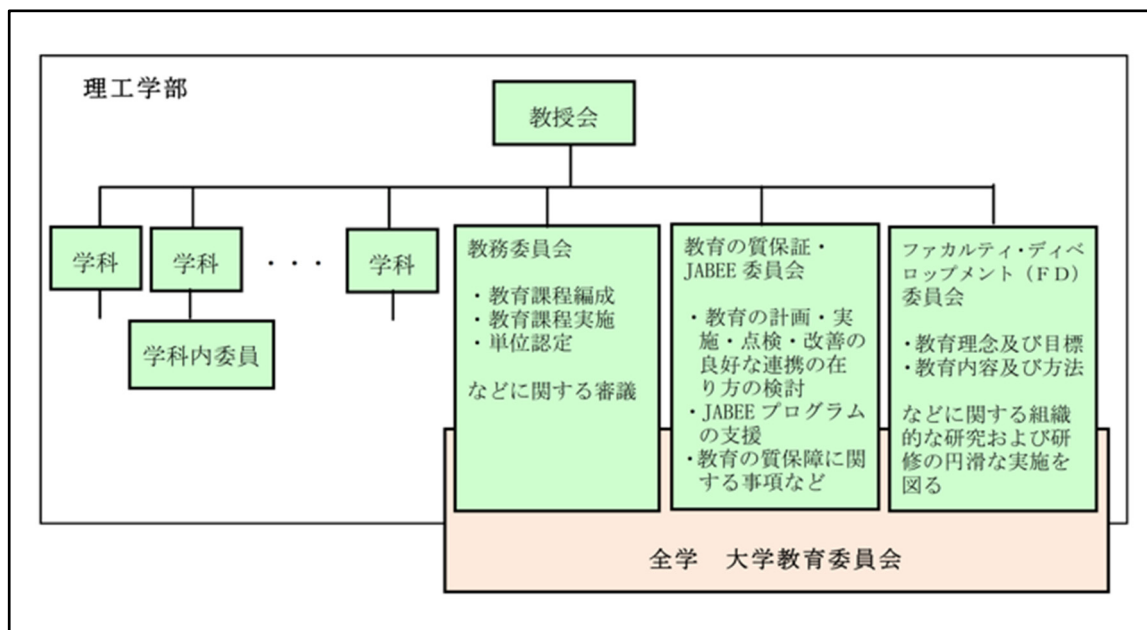 理工学部
教授会
学科
学科
・・・
学科
学科内委員
教務委員会
・教育課程編成
・教育課程実施
・単位認定
などに関する審議
教育の質保証・
JABEE 委員会
・教育の計画・実
施・点検・改善の
良好な連携の在
り方の検討
・JABEE プログラム
の支援
・教育の質保障に関
する事項など
ファカルティ・ディベ
ロップメント（ＦＤ）
委員会
・教育理念及び目標
・教育内容及び方法
などに関する組織
的な研究および研
修の円滑な実施を
図る
全学　大学教育委員会